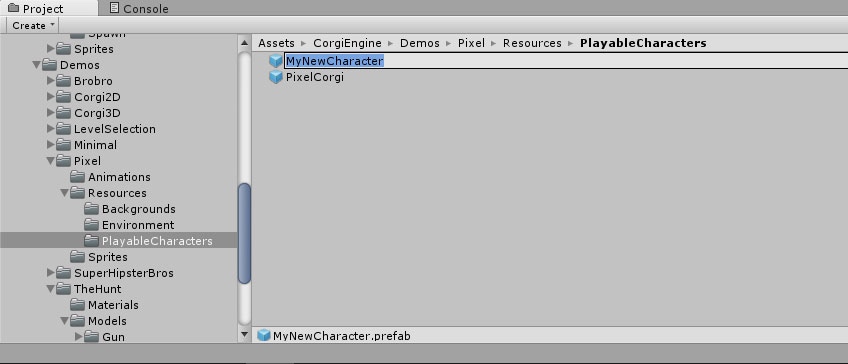 Project
Console
Create
Spawn
Sprites
Demos
Brobro
Corgi2D
Corgi3D
LevelSelection
Minimal
Pixel
Animations
Resources
Backgrounds
Environment
PlayableCharacters
Sprites
SuperHipsterBros
TheHunt
Materials
Models
Gun
Assets ▸ CorgiEngine ▸ Demos ▸ Pixel ▸ Resources ▸ PlayableCharacters
MyNewCharacter
PixelCorgi
MyNewCharacter.prefab